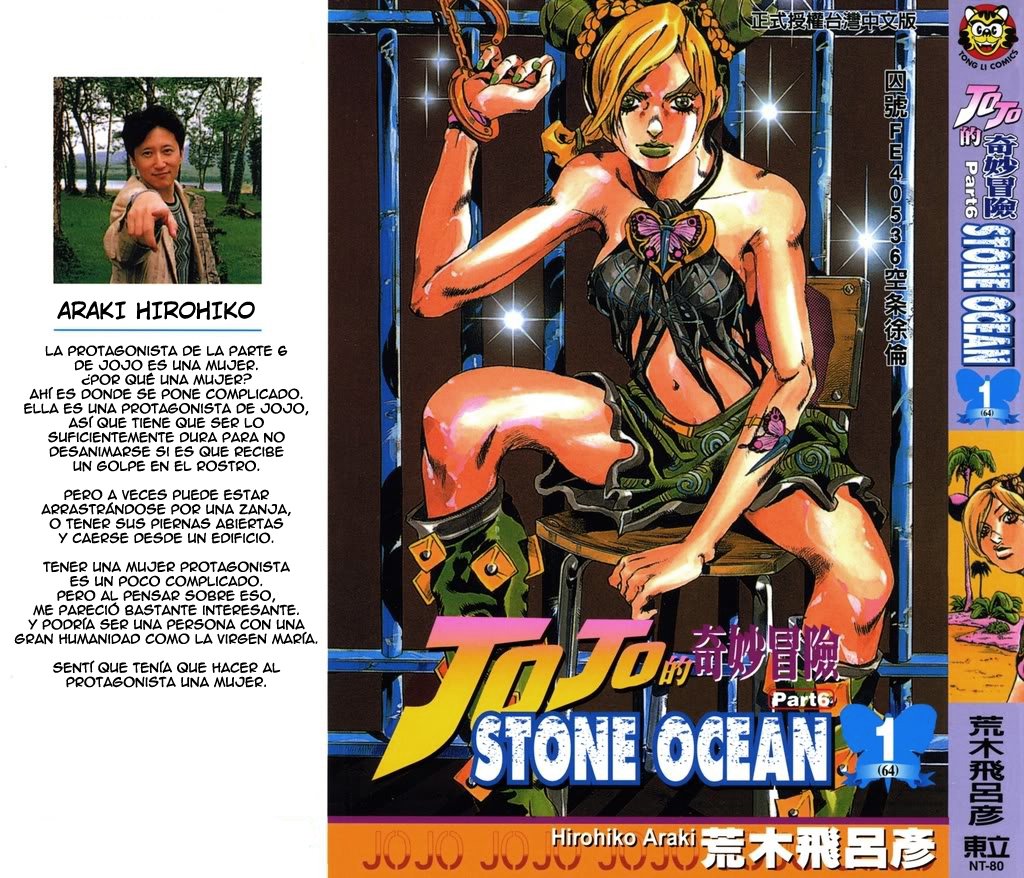 ARAKI HIROHIKO
LA PROTAGONISTA DE LA PARTE 6
DE JOJO ES UNA MUJER.
¿POR QUÉ UNA MUJER?
AHÍ ES DONDE SE PONE COMPLICADO.
ELLA ES UNA PROTAGONISTA DE JOJO,
ASÍ QUE TIENE QUE SER LO
SUFICIENTEMENTE DURA PARA NO
DESANIMARSE SI ES QUE RECIBE
UN GOLPE EN EL ROSTRO.
PERO A VECES PUEDE ESTAR
ARRASTRÁNDOSE POR UNA ZANJA,
O TENER SUS PIERNAS ABIERTAS
Y CAERSE DESDE UN EDIFICIO.
TENER UNA MUJER PROTAGONISTA
ES UN POCO COMPLICADO.
PERO AL PENSAR SOBRE ESO,
ME PARECIÓ BASTANTE INTERESANTE.
Y PODRÍA SER UNA PERSONA CON UNA
GRAN HUMANIDAD COMO LA VIRGEN MARÍA.
SENTÍ QUE TENÍA QUE HACER AL
PROTAGONISTA UNA MUJER.
正式授權台灣中文版
囚號FE40536空条徐倫
JOJO的奇妙冒險
Part6
STONE OCEAN
1
(64)
JOJO JOJO JOJO
Hirohiko Araki 荒木飛呂彥
TONG LI COMICS
JOJO的奇妙冒險
Part6
STONE OCEAN
1
(64)
荒木飛呂彥
東立
NT-80